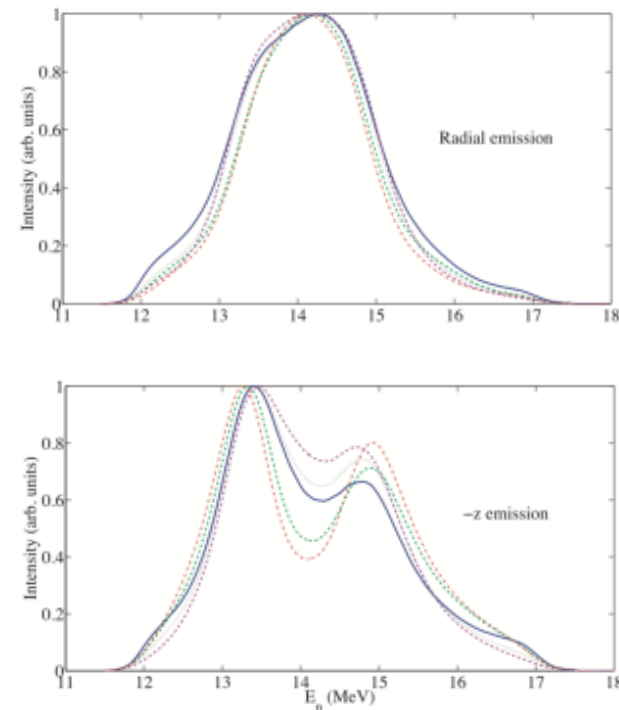 1
0.8
0.6
0.4
0.2
0
Intensity (arb. units)
Radial emission
11 12 13 14 15 16 17 18
1
0.8
0.6
0.4
0.2
0
Intensity (arb. units)
−z emission
11 12 13 14 15 16 17 18
E_n (MeV)